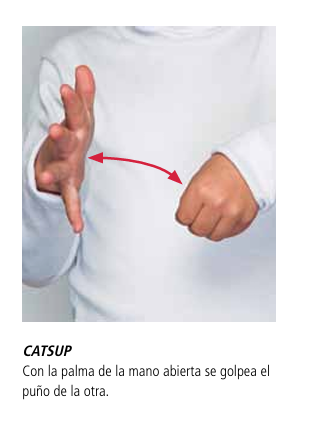 CATSUP
Con la palma de la mano abierta se golpea el
puño de la otra.